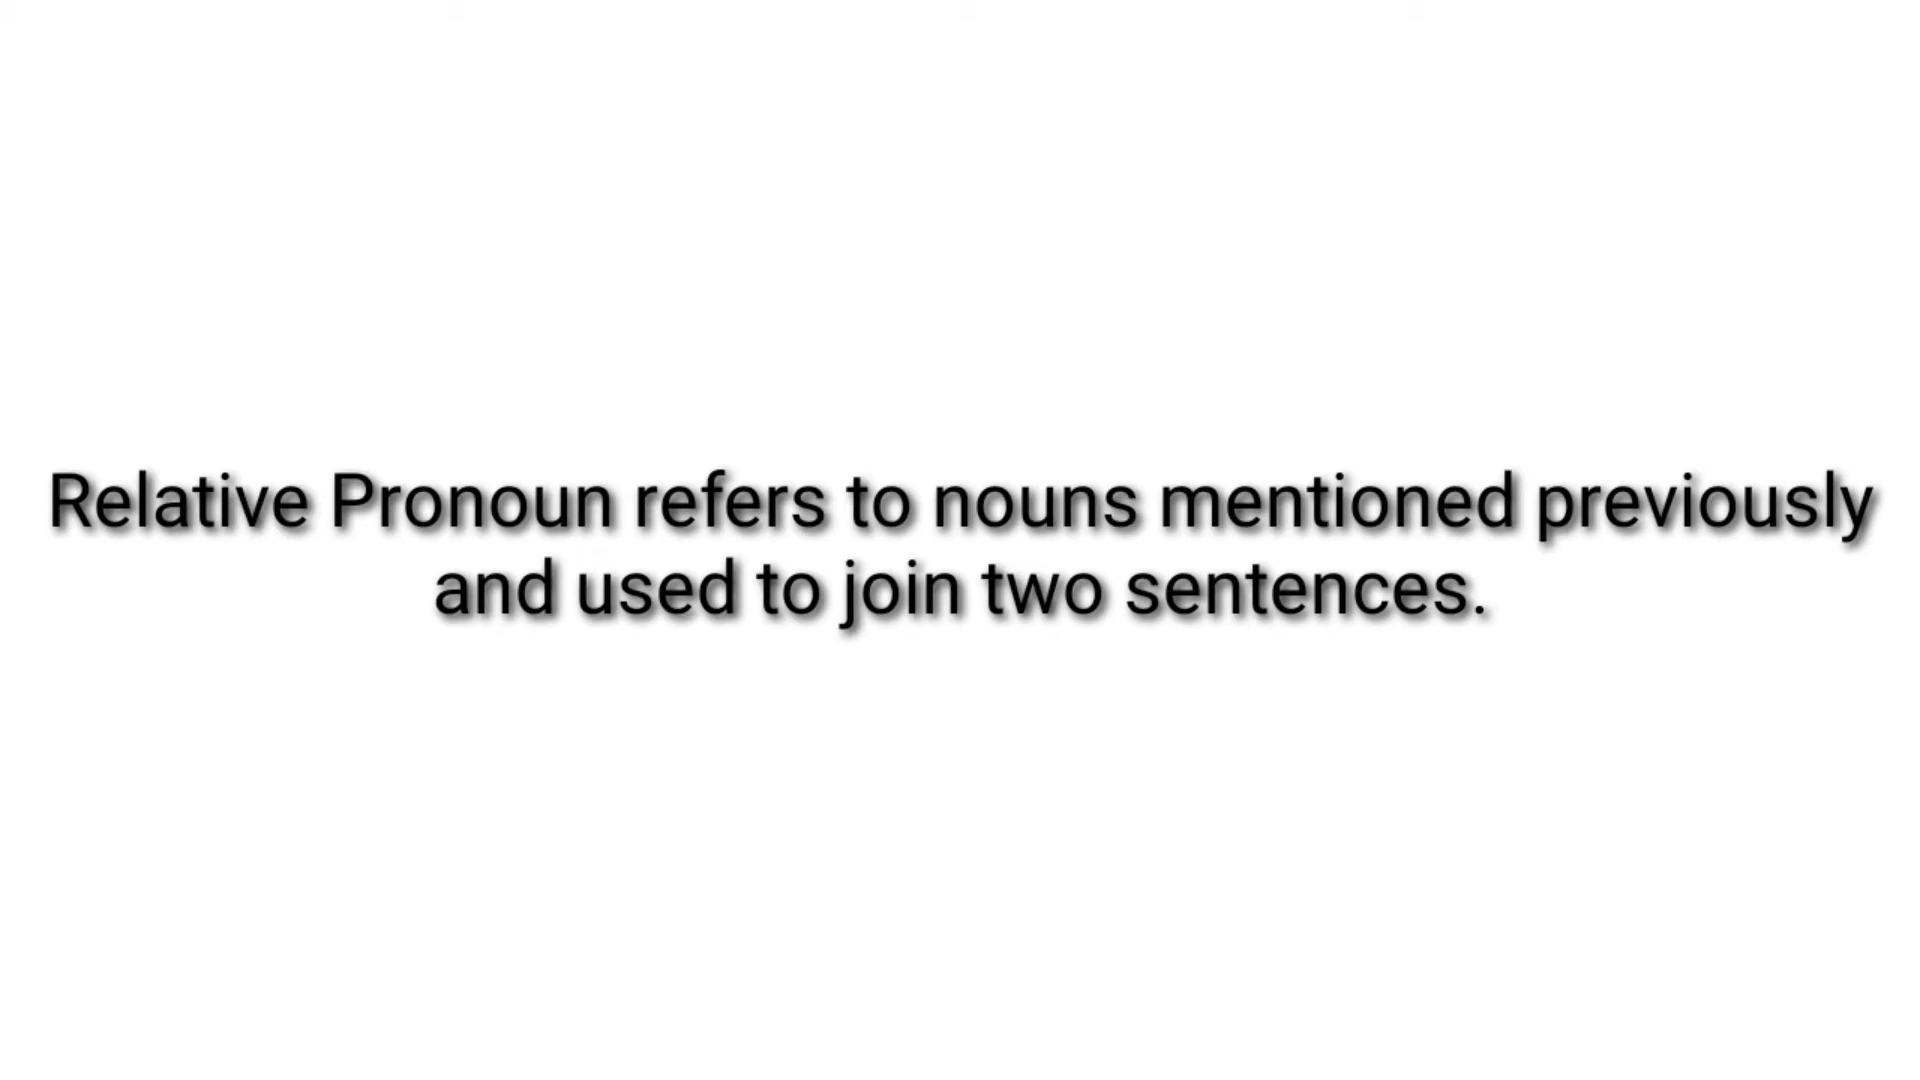 Relative Pronoun refers to nouns mentioned previously
and used to join two sentences.